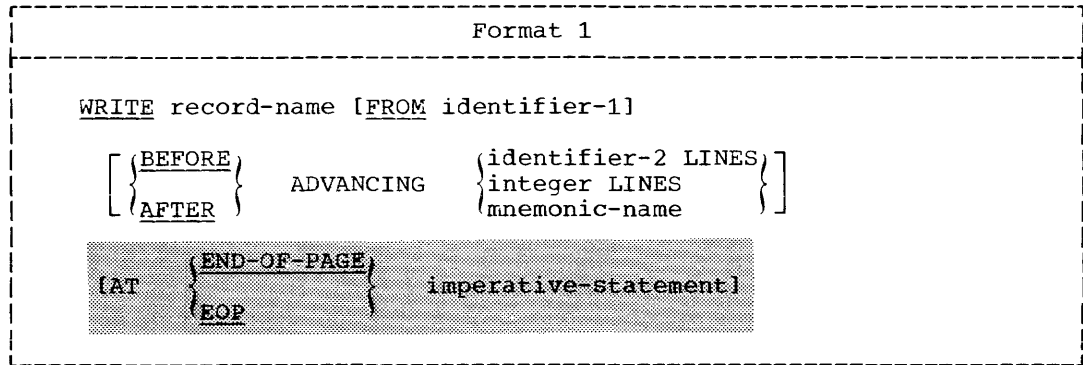 Format 1
WRITE record-name [FROM identifier-1]
[{BEFORE} ADVANCING {identifier-2 LINES}]
{AFTER} {integer LINES}
{mnemonic-name}
[AT {END-OF-PAGE} imperative-statement]
{EOP}